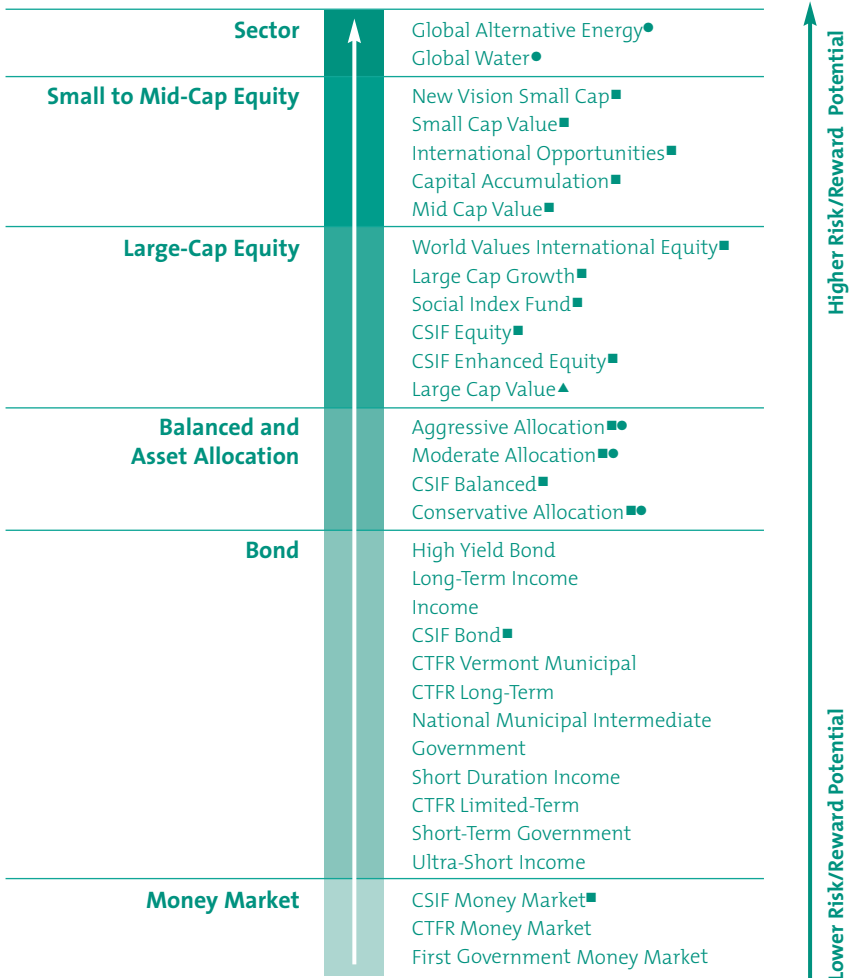 Sector
Global Alternative Energy●
Global Water●
Small to Mid-Cap Equity
New Vision Small Cap■
Small Cap Value■
International Opportunities■
Capital Accumulation■
Mid Cap Value■
Large-Cap Equity
World Values International Equity■
Large Cap Growth■
Social Index Fund■
CSIF Equity■
CSIF Enhanced Equity■
Large Cap Value▲
Balanced and
Asset Allocation
Aggressive Allocation■●
Moderate Allocation■●
CSIF Balanced■
Conservative Allocation■●
Bond
High Yield Bond
Long-Term Income
Income
CSIF Bond■
CTFR Vermont Municipal
CTFR Long-Term
National Municipal Intermediate
Government
Short Duration Income
CTFR Limited-Term
Short-Term Government
Ultra-Short Income
Money Market
CSIF Money Market■
CTFR Money Market
First Government Money Market
Higher Risk/Reward Potential
Lower Risk/Reward Potential